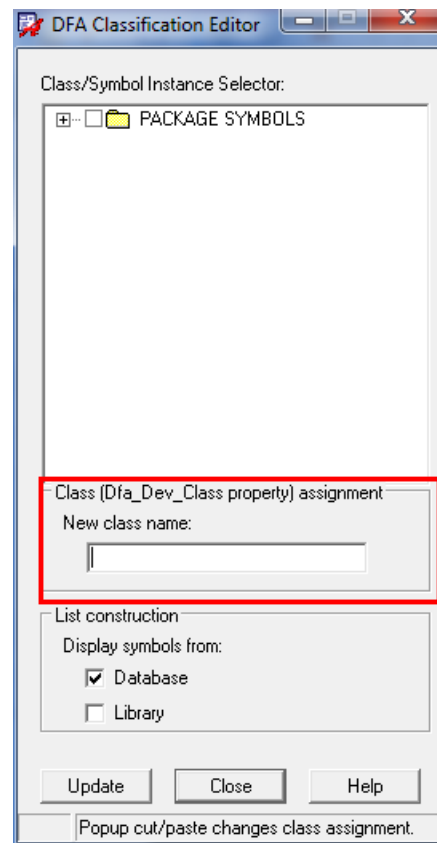 DFA Classification Editor
Class/Symbol Instance Selector:
PACKAGE SYMBOLS
Class (Dfa_Dev_Class property) assignment
New class name:
List construction
Display symbols from:
Database
Library
Update Close Help
Popup cut/paste changes class assignment.